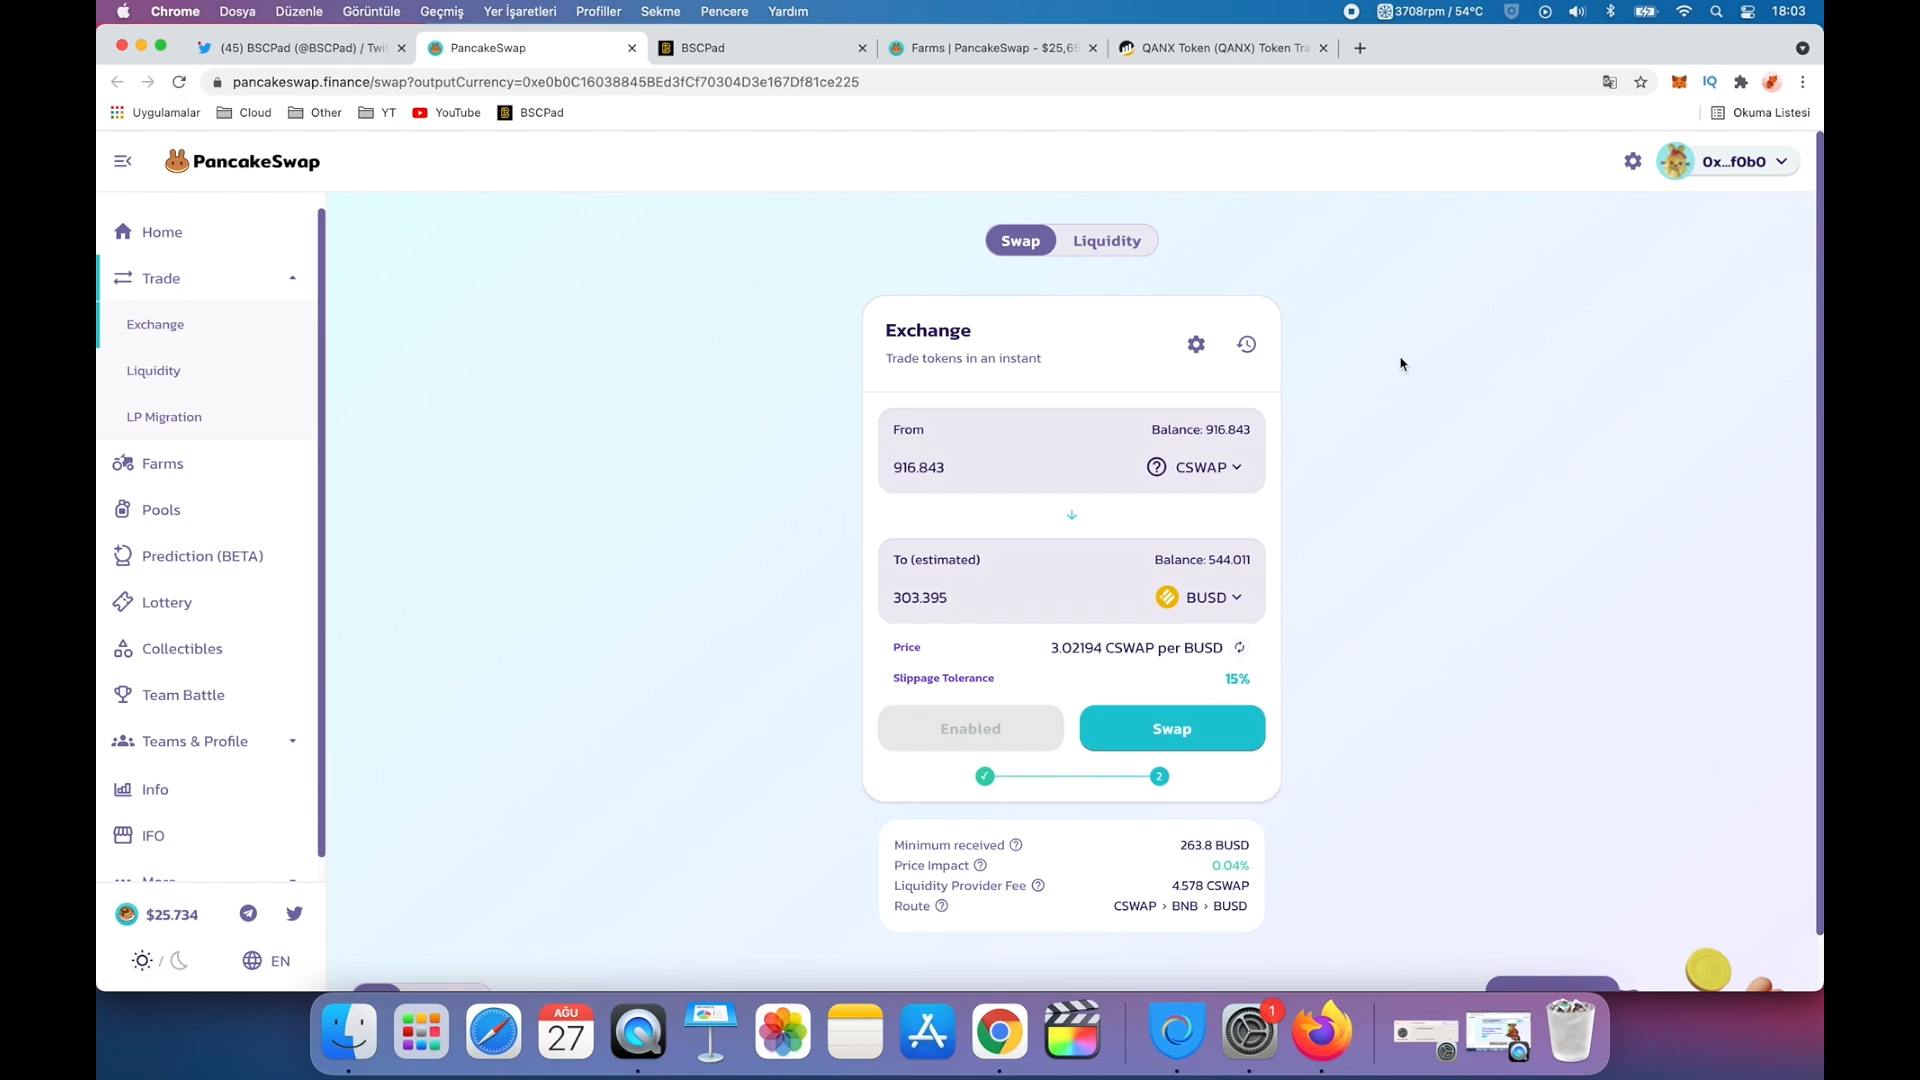 Chrome Dosya Düzenle Görüntüle Geçmiş Yer İşaretleri Profiller Sekme Pencere Yardım 3708rpm / 54°C 18:03
(45) BSCPad (@BSCPad) / Twit PancakeSwap BSCPad Farms | PancakeSwap - $25,65 QANX Token (QANX) Token Tra
pancakeswap.finance/swap?outputCurrency=0xe0b0C16038845BEd3fCf70304D3e167Df81ce225
Uygulamalar Cloud Other YT YouTube BSCPad Okuma Listesi
PancakeSwap 0x...f0b0
Home
Trade
Exchange
Liquidity
LP Migration
Farms
Pools
Prediction (BETA)
Lottery
Collectibles
Team Battle
Teams & Profile
Info
IFO
More
$25.734
EN
Swap Liquidity
Exchange
Trade tokens in an instant
From Balance: 916.843
916.843 CSWAP
To (estimated) Balance: 544.011
303.395 BUSD
Price 3.02194 CSWAP per BUSD
Slippage Tolerance 15%
Enabled Swap
2
Minimum received 263.8 BUSD
Price Impact 0.04%
Liquidity Provider Fee 4.578 CSWAP
Route CSWAP > BNB > BUSD
AĞU
27
1